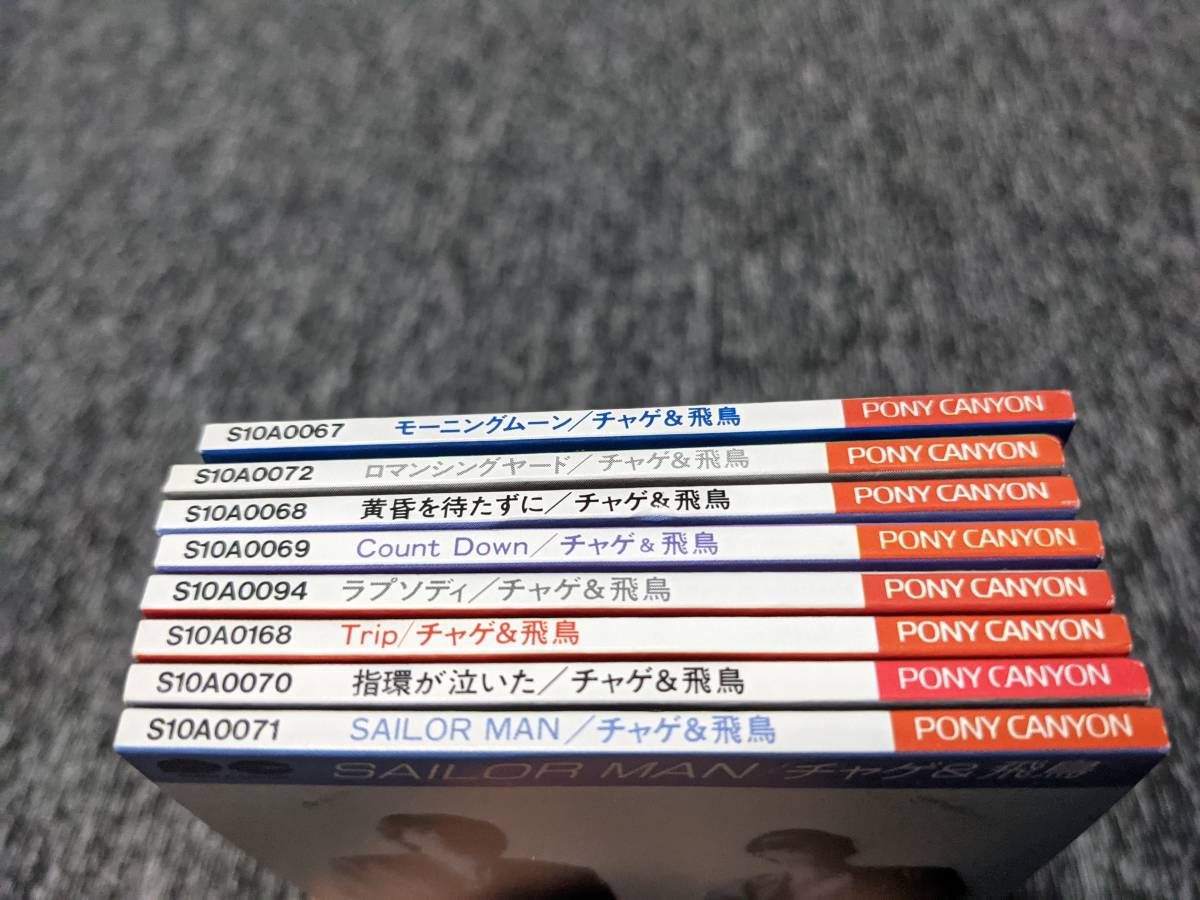 S10A0067 モーニングムーン／チャゲ&飛鳥 PONY CANYON
S10A0072 ロマンシングヤード／チャゲ&飛鳥 PONY CANYON
S10A0068 黄昏を待たずに／チャゲ&飛鳥 PONY CANYON
S10A0069 Count Down／チャゲ&飛鳥 PONY CANYON
S10A0094 ラプソディ／チャゲ&飛鳥 PONY CANYON
S10A0168 Trip/チャゲ&飛鳥 PONY CANYON
S10A0070 指環が泣いた／チャゲ&飛鳥 PONY CANYON
S10A0071 SAILOR MAN／チャゲ&飛鳥 PONY CANYON
SAILOR MAN チャゲ&飛鳥